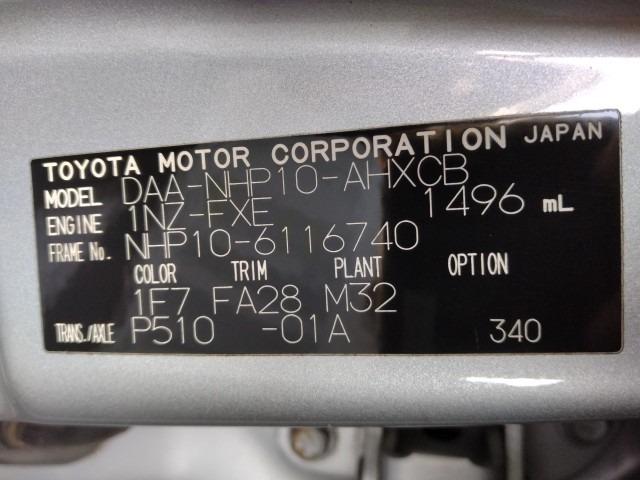 TOYOTA MOTOR CORPORATION JAPAN
MODEL DAA-NHP10-AHXCB
ENGINE 1NZ-FXE 1496 mL
FRAME No. NHP10-6116740
COLOR TRIM PLANT OPTION
1F7 FA28 M32
TRANS./AXLE P510 -01A 340